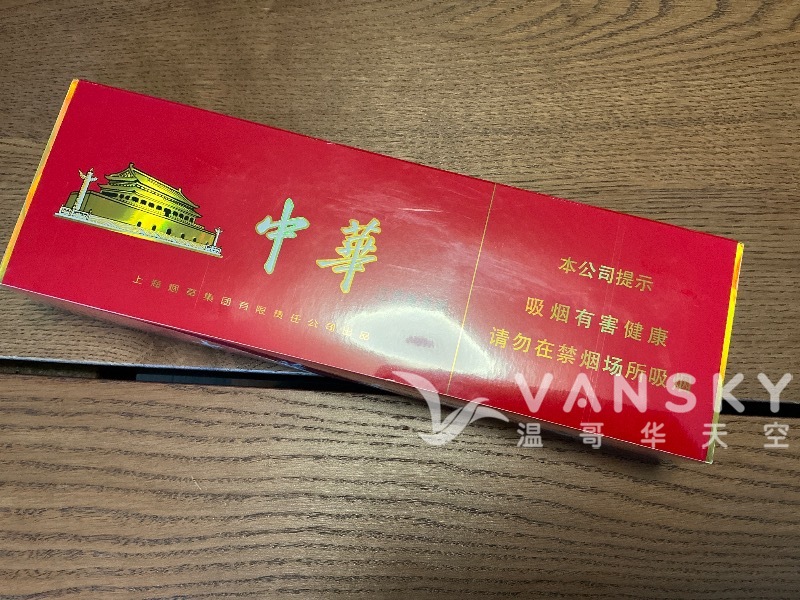 中華
上海烟草集团有限责任公司出品
本公司提示
吸烟有害健康
请勿在禁烟场所吸烟
VANSKY
温哥华天空